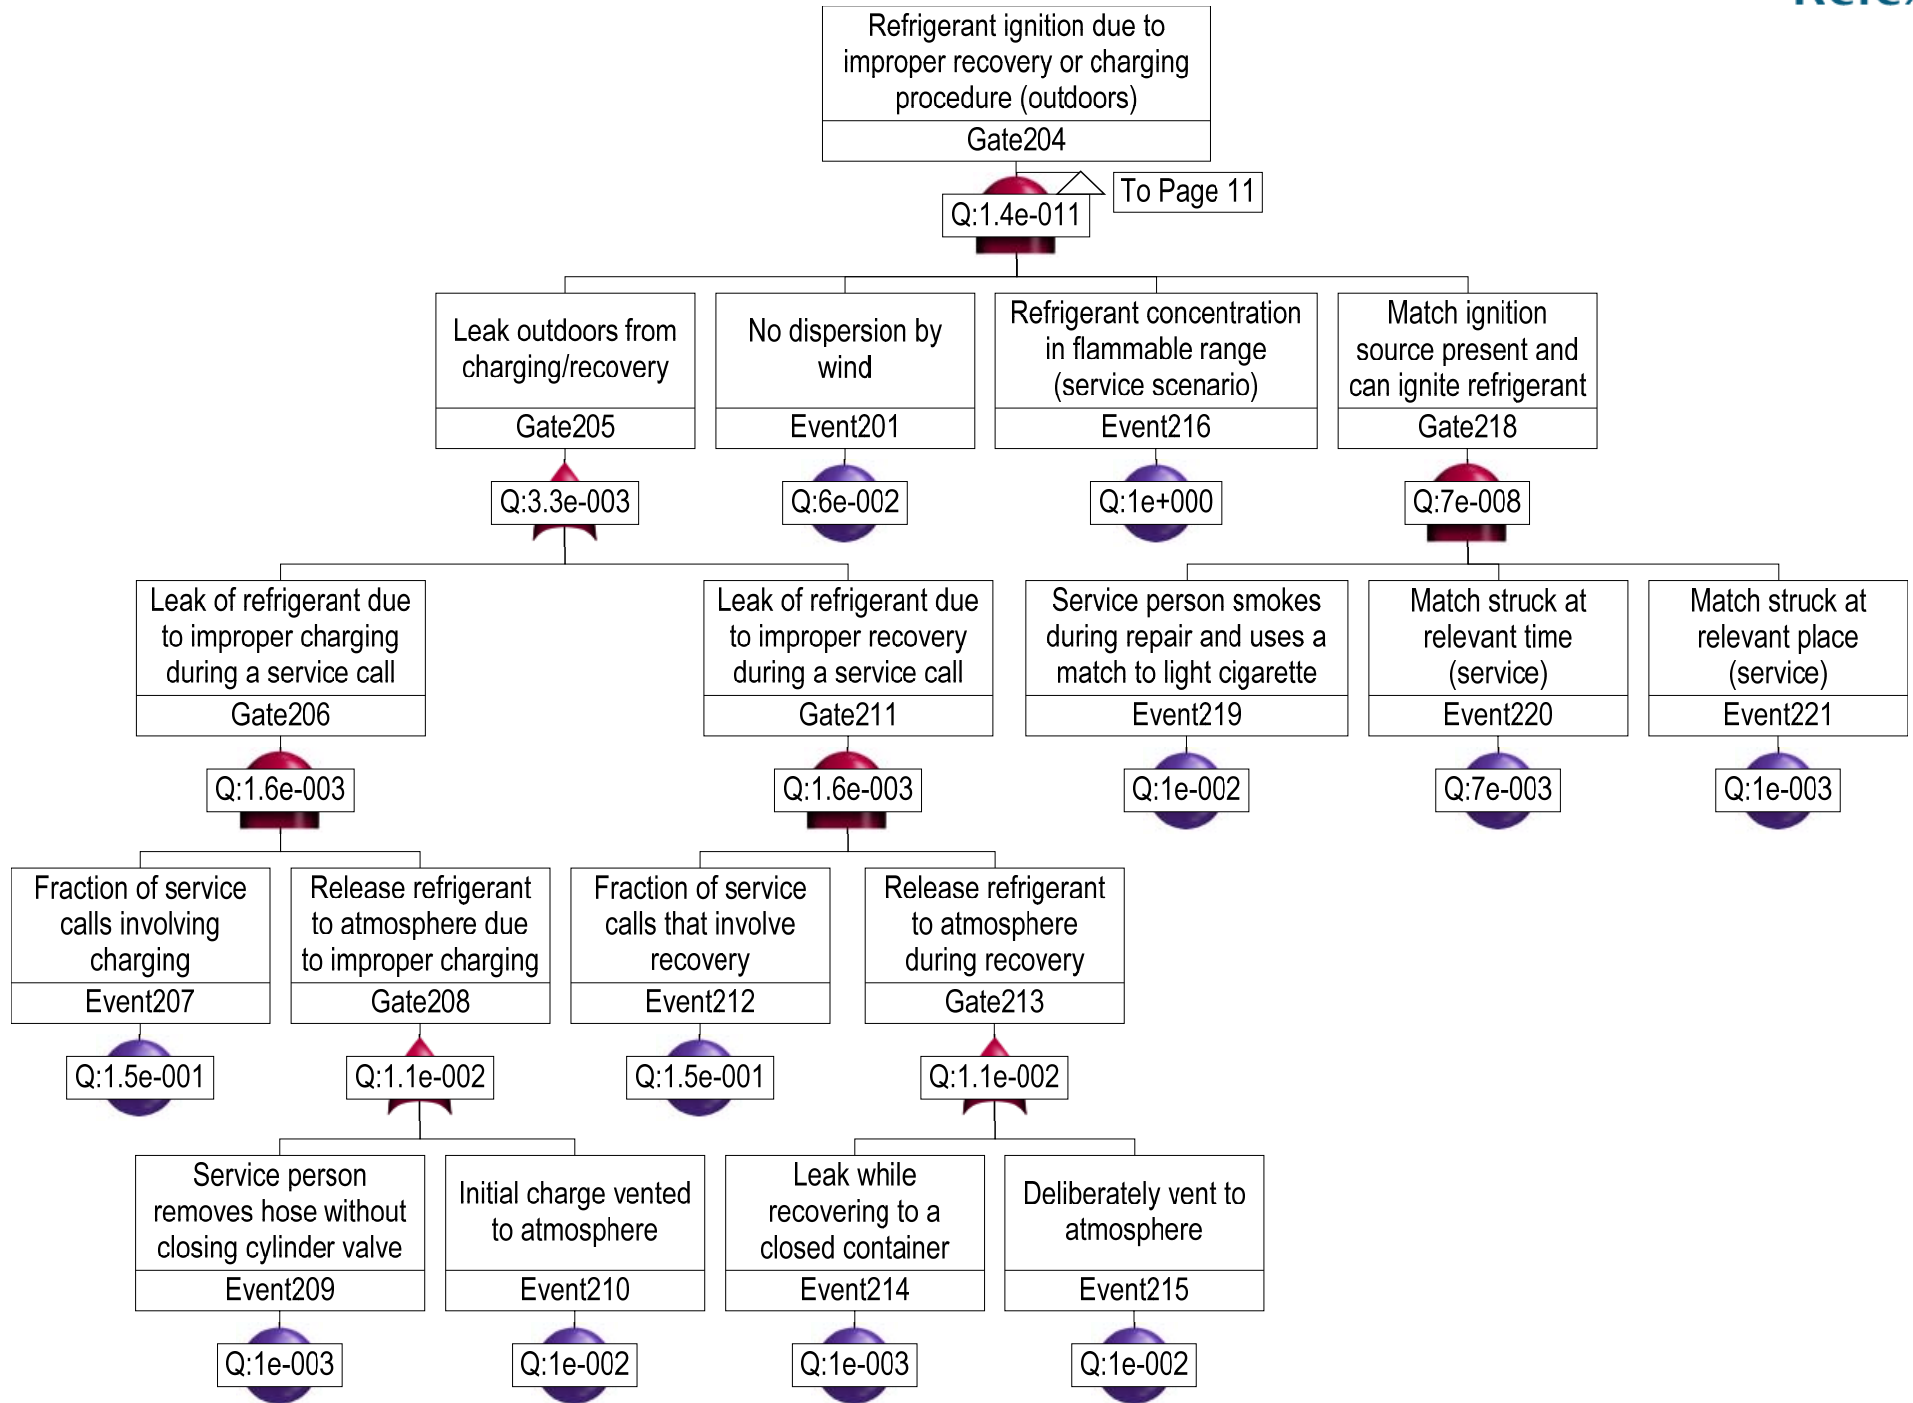 Refrigerant ignition due to
improper recovery or charging
procedure (outdoors)
Gate204
To Page 11
Q:1.4e-011
Leak outdoors from
charging/recovery
Gate205
Q:3.3e-003
No dispersion by
wind
Event201
Q:6e-002
Refrigerant concentration
in flammable range
(service scenario)
Event216
Q:1e+000
Match ignition
source present and
can ignite refrigerant
Gate218
Q:7e-008
Leak of refrigerant due
to improper charging
during a service call
Gate206
Q:1.6e-003
Leak of refrigerant due
to improper recovery
during a service call
Gate211
Q:1.6e-003
Service person smokes
during repair and uses a
match to light cigarette
Event219
Q:1e-002
Match struck at
relevant time
(service)
Event220
Q:7e-003
Match struck at
relevant place
(service)
Event221
Q:1e-003
Fraction of service
calls involving
charging
Event207
Q:1.5e-001
Release refrigerant
to atmosphere due
to improper charging
Gate208
Q:1.1e-002
Fraction of service
calls that involve
recovery
Event212
Q:1.5e-001
Release refrigerant
to atmosphere
during recovery
Gate213
Q:1.1e-002
Service person
removes hose without
closing cylinder valve
Event209
Q:1e-003
Initial charge vented
to atmosphere
Event210
Q:1e-002
Leak while
recovering to a
closed container
Event214
Q:1e-003
Deliberately vent to
atmosphere
Event215
Q:1e-002